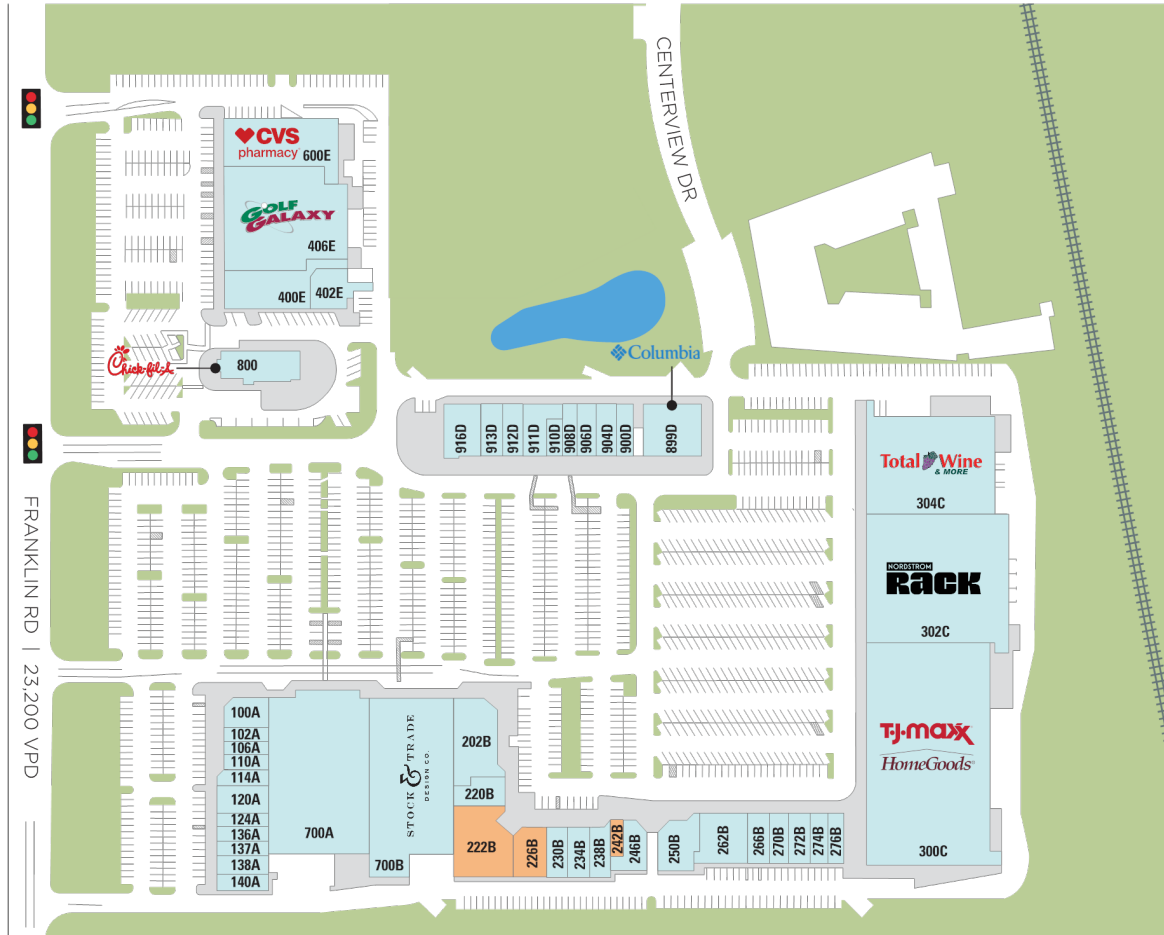 CENTERVIEW DR
CVS
pharmacy
600E
GOLF
GALAXY
406E
400E
402E
Chick-fil-A
800
Columbia
916D
913D
912D
911D
910D
908D
906D
904D
900D
899D
Total Wine
& MORE
304C
NORDSTROM
RACK
302C
T·J·maxx
HomeGoods
300C
FRANKLIN RD | 23,200 VPD
100A
102A
106A
110A
114A
120A
124A
136A
137A
138A
140A
700A
STOCK & TRADE
DESIGN CO.
700B
202B
220B
222B
226B
230B
234B
238B
242B
246B
250B
262B
266B
270B
272B
274B
276B